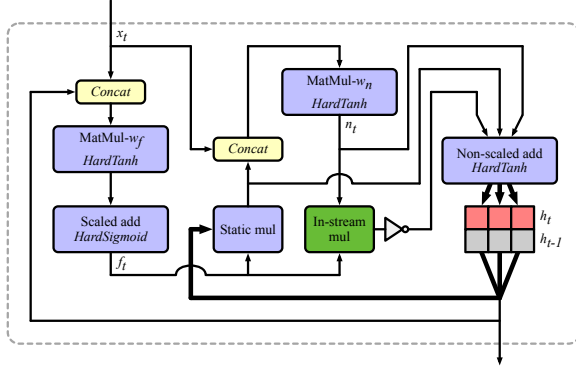 x_t
Concat
MatMul-w_f
HardTanh
Scaled add
HardSigmoid
f_t
Concat
Static mul
MatMul-w_n
HardTanh
n_t
In-stream
mul
Non-scaled add
HardTanh
h_t
h_{t-1}